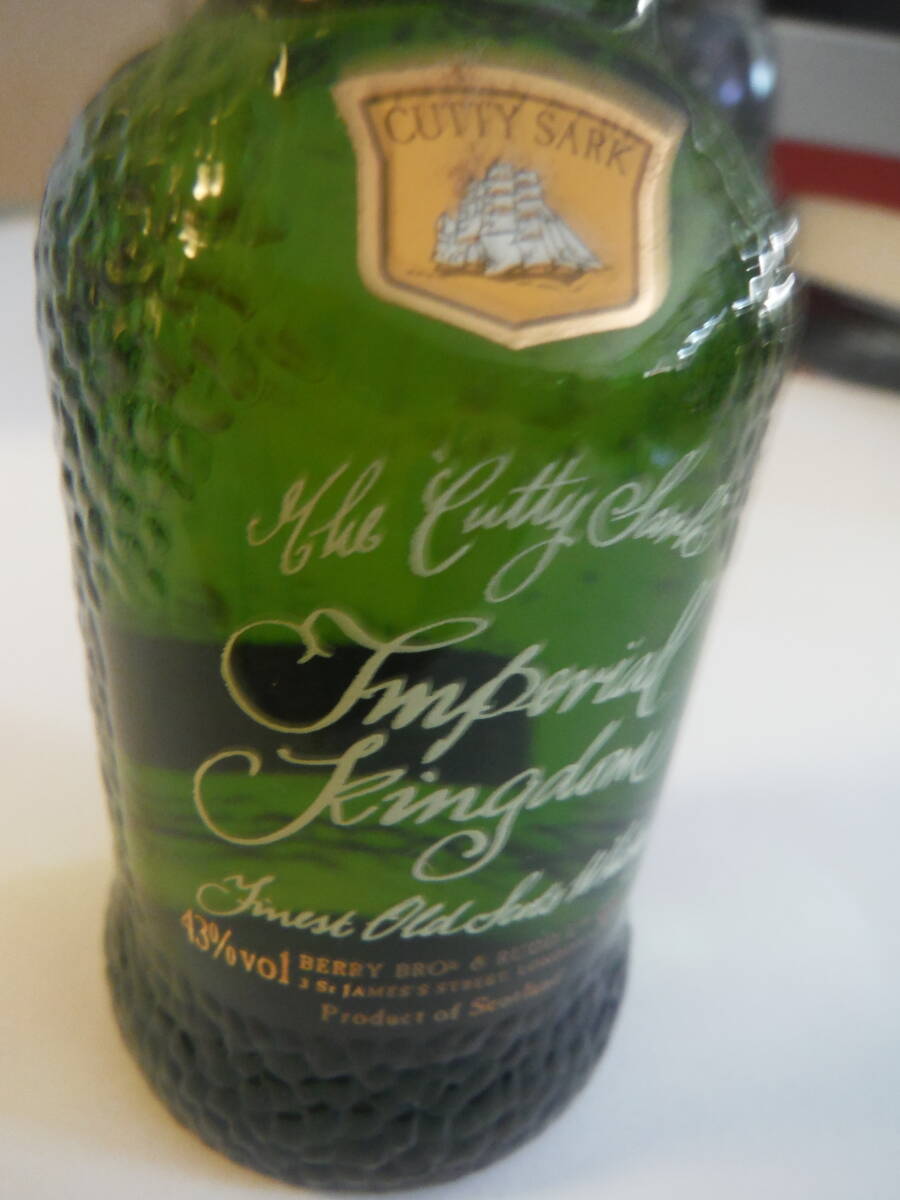 CUTTY SARK
The "Cutty Sark"
Imperial
Kingdom
Finest Old Scots
43%vol
BERRY BROS & RUDD
3 St JAMES'S STREET, LONDON
Product of Scotland